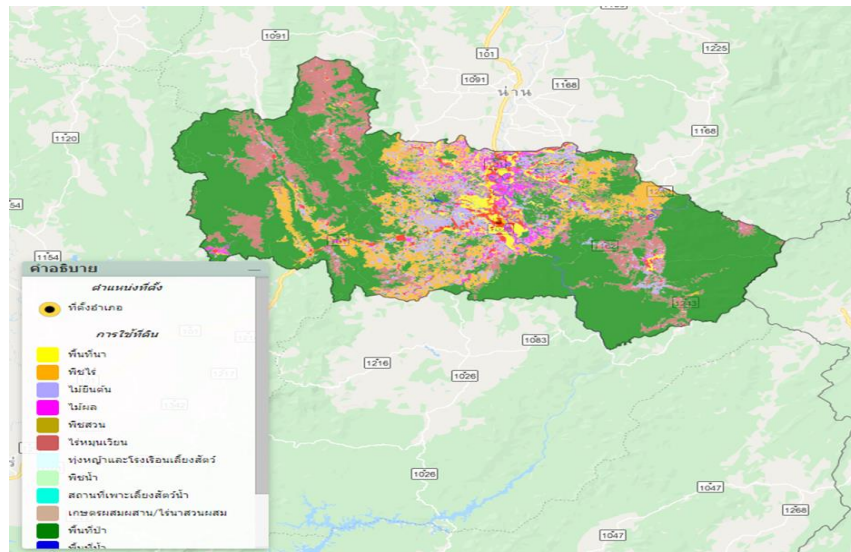 1091
101
1225
1091
1168
น่าน
1120
1168
1154
คำอธิบาย
ตำแหน่งที่ตั้ง
ที่ตั้งอำเภอ
การใช้ที่ดิน
พื้นที่นา
พืชไร่
ไม้ยืนต้น
ไม้ผล
พืชสวน
ไร่หมุนเวียน
ทุ่งหญ้าและโรงเรือนเลี้ยงสัตว์
พืชน้ำ
สถานที่เพาะเลี้ยงสัตว์น้ำ
เกษตรผสมผสาน/ไร่นาสวนผสม
พื้นที่ป่า
พื้นที่น้ำ
1083
1216
1026
1026
1047
1268
1047